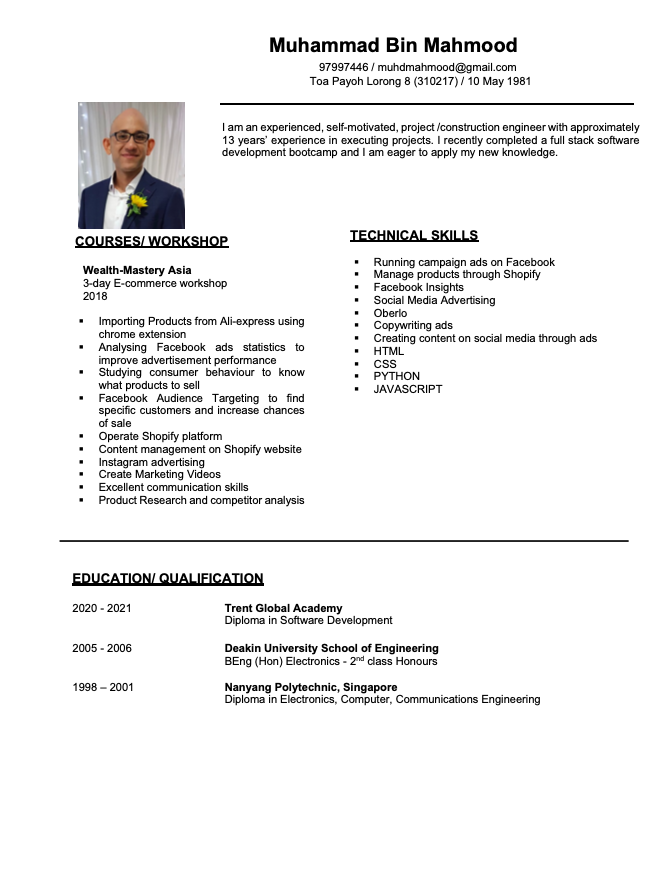 Muhammad Bin Mahmood
97997446 / muhdmahmood@gmail.com
Toa Payoh Lorong 8 (310217) / 10 May 1981
I am an experienced, self-motivated, project /construction engineer with approximately
13 years’ experience in executing projects. I recently completed a full stack software
development bootcamp and I am eager to apply my new knowledge.
COURSES/ WORKSHOP
Wealth-Mastery Asia
3-day E-commerce workshop
2018
▪ Importing Products from Ali-express using
chrome extension
▪ Analysing Facebook ads statistics to
improve advertisement performance
▪ Studying consumer behaviour to know
what products to sell
▪ Facebook Audience Targeting to find
specific customers and increase chances
of sale
▪ Operate Shopify platform
▪ Content management on Shopify website
▪ Instagram advertising
▪ Create Marketing Videos
▪ Excellent communication skills
▪ Product Research and competitor analysis
TECHNICAL SKILLS
▪ Running campaign ads on Facebook
▪ Manage products through Shopify
▪ Facebook Insights
▪ Social Media Advertising
▪ Oberlo
▪ Copywriting ads
▪ Creating content on social media through ads
▪ HTML
▪ CSS
▪ PYTHON
▪ JAVASCRIPT
EDUCATION/ QUALIFICATION
2020 - 2021 Trent Global Academy
Diploma in Software Development
2005 - 2006 Deakin University School of Engineering
BEng (Hon) Electronics - 2nd class Honours
1998 – 2001 Nanyang Polytechnic, Singapore
Diploma in Electronics, Computer, Communications Engineering